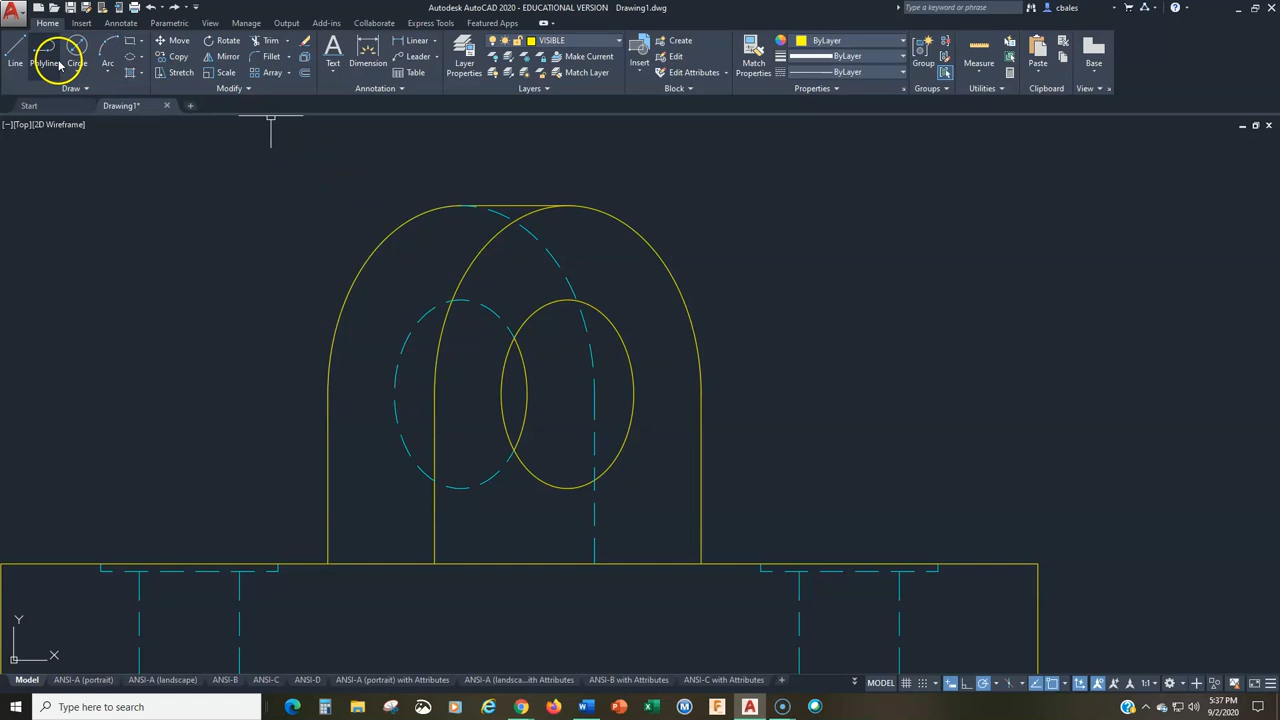 Autodesk AutoCAD 2020 - EDUCATIONAL VERSION Drawing1.dwg
Type a keyword or phrase
cbales
Home Insert Annotate Parametric View Manage Output Add-ins Collaborate Express Tools Featured Apps
Line Polyline Circle Arc
Move Rotate Trim
Copy Mirror Fillet
Stretch Scale Array
Text Dimension
Linear
Leader
Table
Layer
Properties
VISIBLE
Make Current
Match Layer
Insert
Create
Edit
Edit Attributes
Match
Properties
ByLayer
ByLayer
ByLayer
Group
Measure
Paste
Base
Draw Modify Annotation Layers Block Properties Groups Utilities Clipboard View
Start Drawing1*
[−][Top][2D Wireframe]
Y
X
Model ANSI-A (portrait) ANSI-A (landscape) ANSI-B ANSI-C ANSI-D ANSI-A (portrait) with Attributes ANSI-A (landsca...ith Attributes ANSI-B with Attributes ANSI-C with Attributes
MODEL 1:1
Type here to search
5:37 PM
9/2/2020